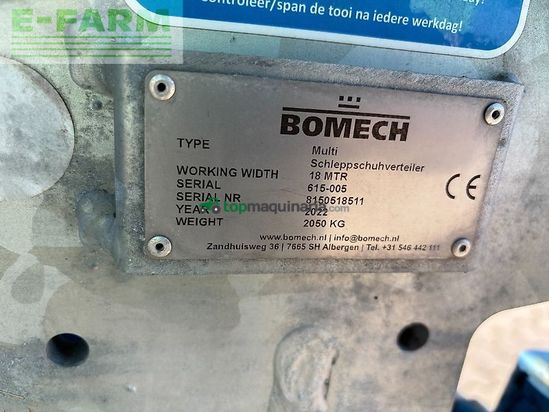 E-FARM
Controleer/span de tooi na iedere werkdag!
BOMECH
TYPE Multi
Schleppschuhverteiler
WORKING WIDTH 18 MTR
SERIAL 615-005
SERIAL NR 8150518511
YEAR 2022
WEIGHT 2050 KG
CE
topmaquinaria.com
www.bomech.nl | info@bomech.nl
Zandhuisweg 36 | 7665 SH Albergen | Tel. +31 546 442 111